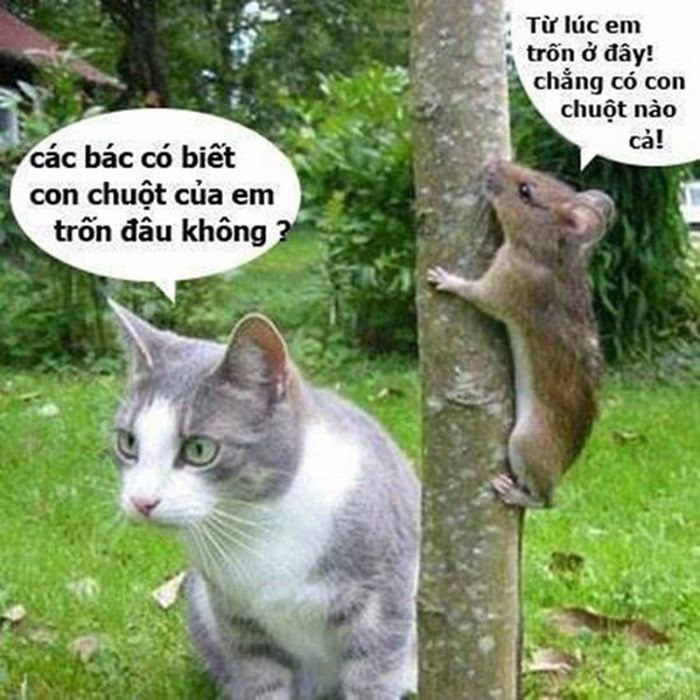 các bác có biết
con chuột của em
trốn đâu không ?
Từ lúc em
trốn ở đây!
chẳng có con
chuột nào
cả!